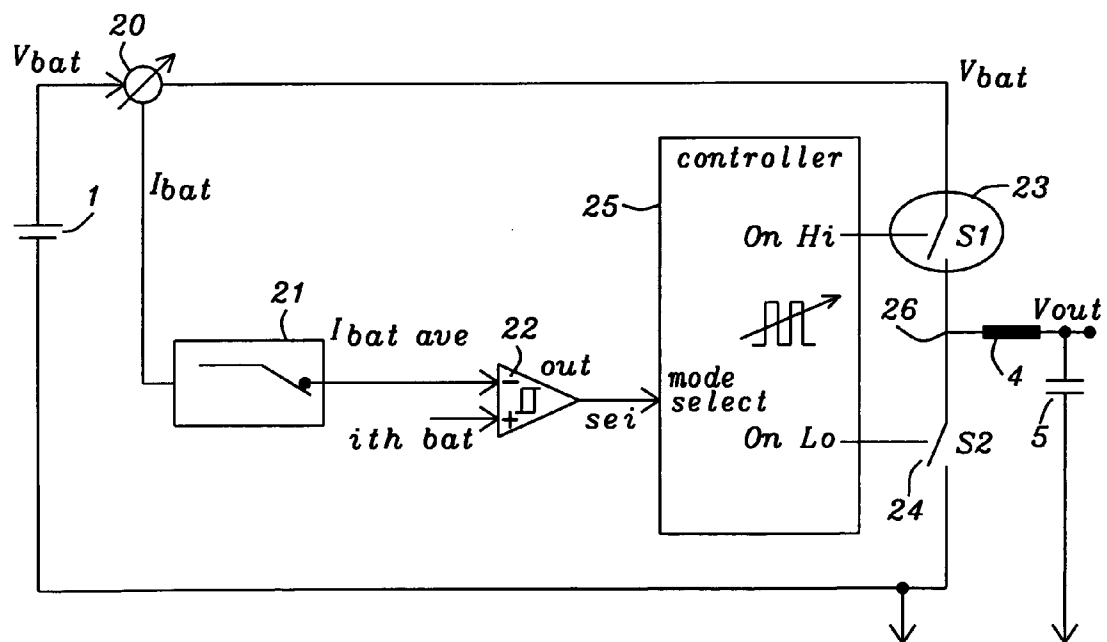 20
Vbat
Vbat
controller
23
1
Ibat
25
On Hi
S1
21
Ibat ave
22
out
26
Vout
4
mode
select
ith bat
sei
5
On Lo
S2
24